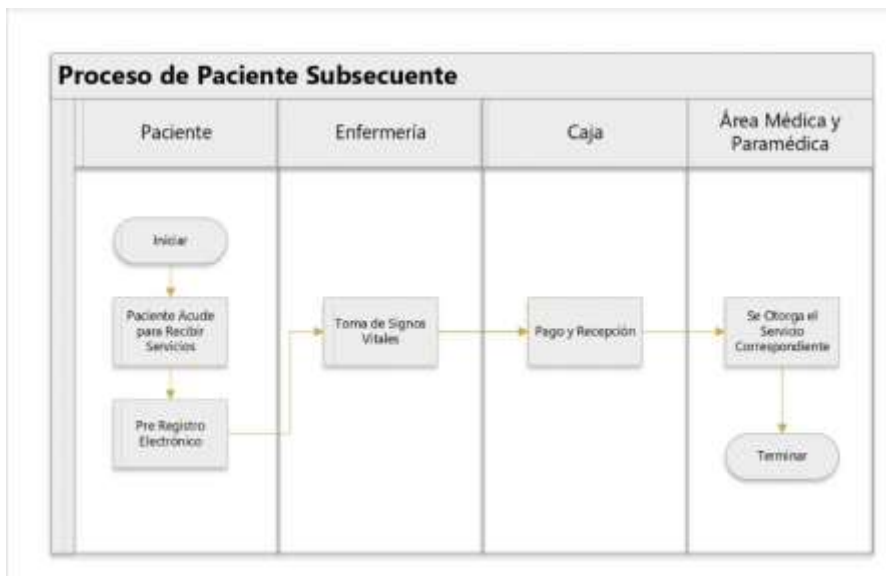 Proceso de Paciente Subsecuente
Paciente
Enfermería
Caja
Área Médica y
Paramédica
Iniciar
Paciente Acude
para Recibir
Servicios
Pre Registro
Electrónico
Toma de Signos
Vitales
Pago y Recepción
Se Otorga el
Servicio
Correspondiente
Terminar